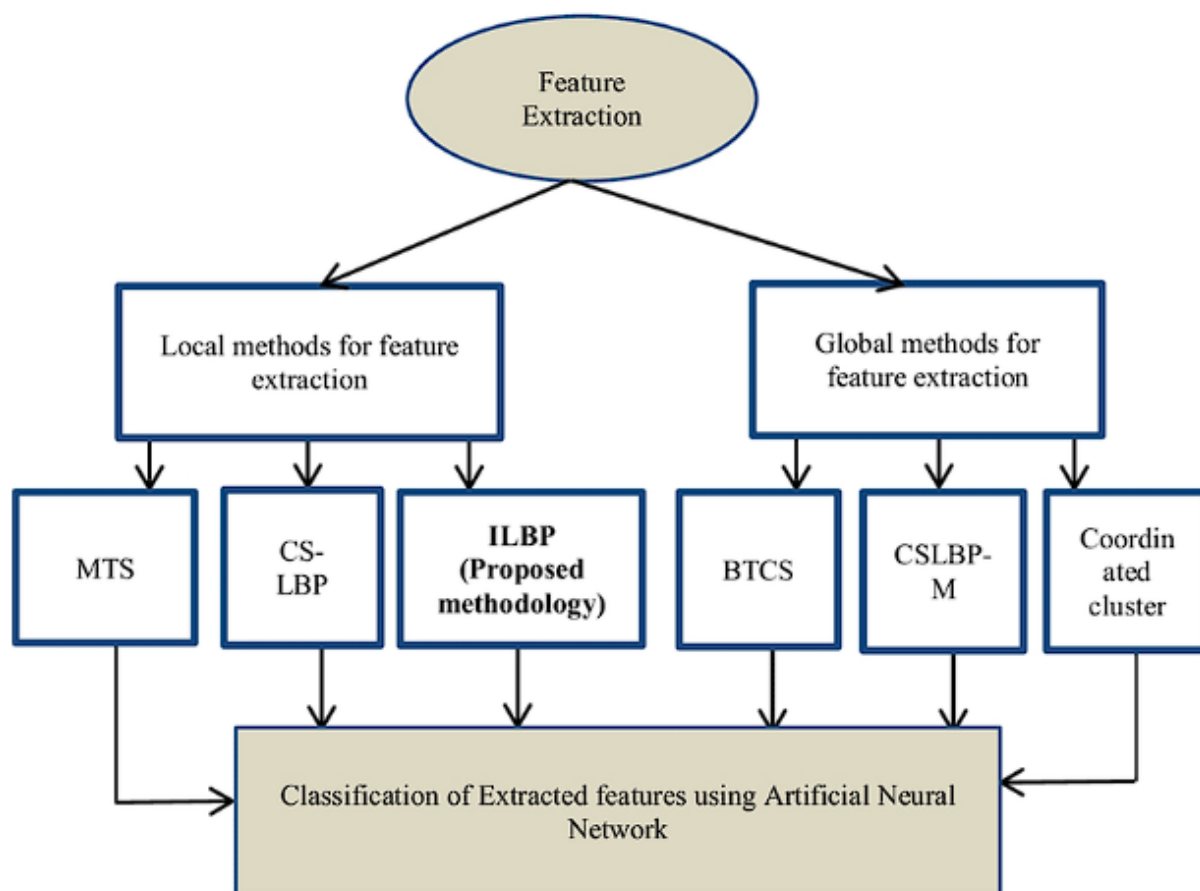 Feature
Extraction
Local methods for feature
extraction
Global methods for
feature extraction
MTS
CS-
LBP
ILBP
(Proposed
methodology)
BTCS
CSLBP-
M
Coordin
ated
cluster
Classification of Extracted features using Artificial Neural
Network